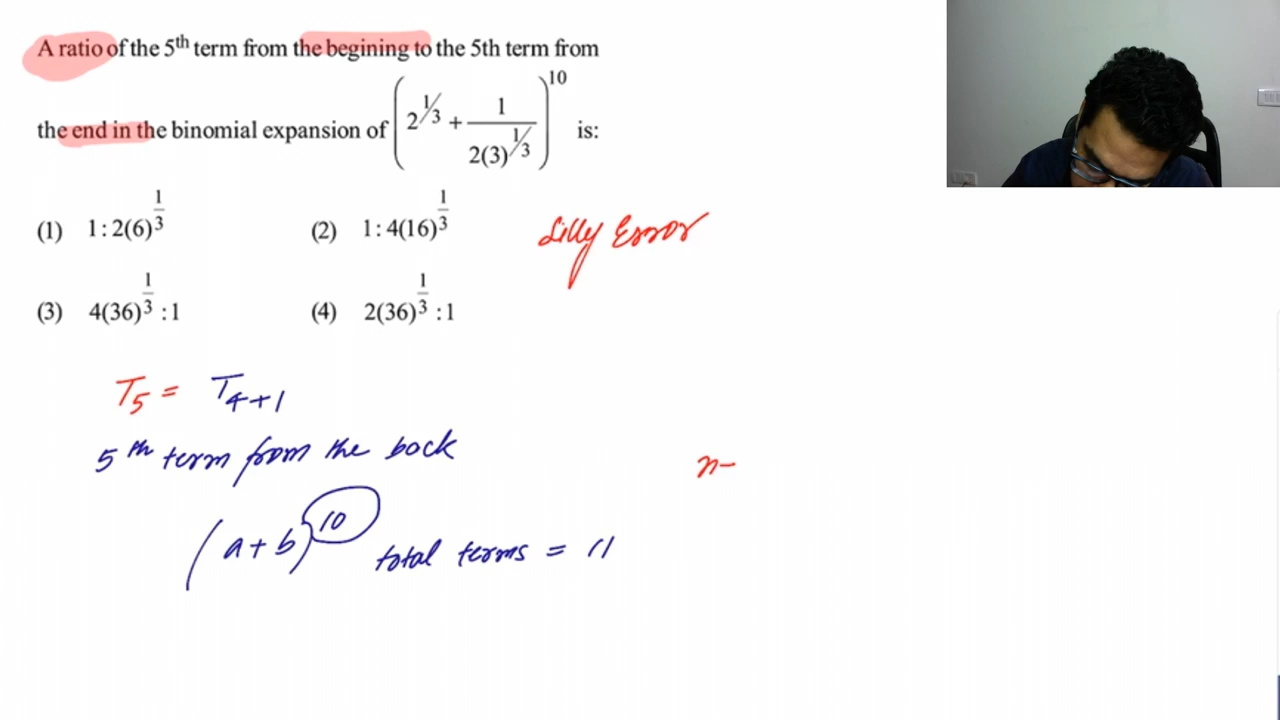 A ratio of the 5th term from the begining to the 5th term from
the end in the binomial expansion of (2^{1/3} + 1/(2(3)^{1/3}))^{10} is:
(1) 1 : 2(6)^{1/3} (2) 1 : 4(16)^{1/3}
Silly Error
(3) 4(36)^{1/3} : 1 (4) 2(36)^{1/3} : 1
T5 = T4+1
5th term from the back
n-
(a+b)^{10} total terms = 11